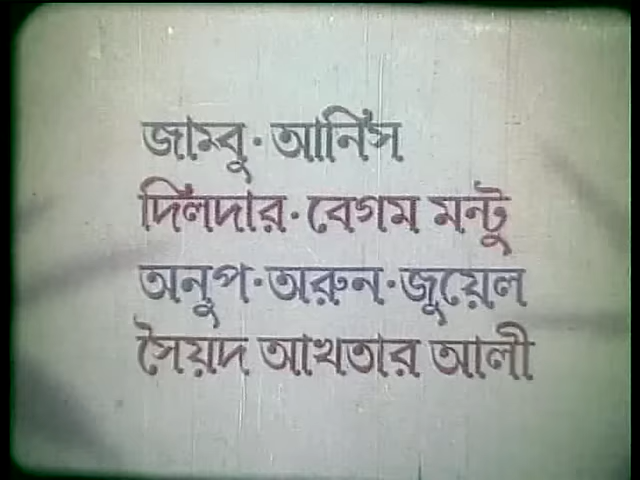 জাম্বু · আনিস
দিলদার · বেগম মন্টু
অনুপ · অরুন · জুয়েল
সৈয়দ আখতার আলী